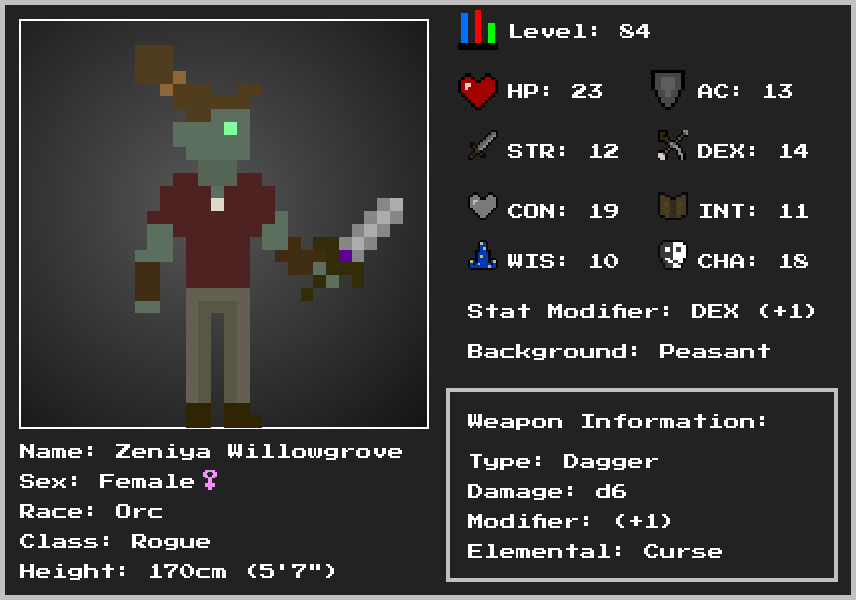 Level: 84
HP: 23 AC: 13
STR: 12 DEX: 14
CON: 19 INT: 11
WIS: 10 CHA: 18
Stat Modifier: DEX (+1)
Background: Peasant
Weapon Information:
Type: Dagger
Damage: d6
Modifier: (+1)
Elemental: Curse
Name: Zeniya Willowgrove
Sex: Female♀
Race: Orc
Class: Rogue
Height: 170cm (5'7")